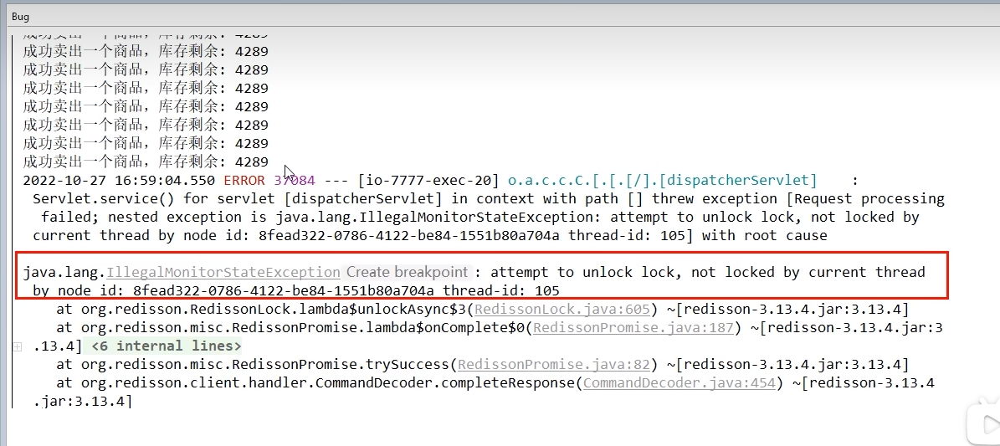 Bug
成功卖出一个商品，库存剩余: 4289
成功卖出一个商品，库存剩余: 4289
成功卖出一个商品，库存剩余: 4289
成功卖出一个商品，库存剩余: 4289
成功卖出一个商品，库存剩余: 4289
成功卖出一个商品，库存剩余: 4289
成功卖出一个商品，库存剩余: 4289
成功卖出一个商品，库存剩余: 4289
2022-10-27 16:59:04.550 ERROR 37084 --- [io-7777-exec-20] o.a.c.c.C.[.[.[/].[dispatcherServlet] :
Servlet.service() for servlet [dispatcherServlet] in context with path [] threw exception [Request processing
failed; nested exception is java.lang.IllegalMonitorStateException: attempt to unlock lock, not locked by
current thread by node id: 8fead322-0786-4122-be84-1551b80a704a thread-id: 105] with root cause
java.lang.IllegalMonitorStateException Create breakpoint : attempt to unlock lock, not locked by current thread
by node id: 8fead322-0786-4122-be84-1551b80a704a thread-id: 105
at org.redisson.RedissonLock.lambda$unlockAsync$3(RedissonLock.java:605) ~[redisson-3.13.4.jar:3.13.4]
at org.redisson.misc.RedissonPromise.lambda$onComplete$0(RedissonPromise.java:187) ~[redisson-3.13.4.jar:3
.13.4] <6 internal lines>
at org.redisson.misc.RedissonPromise.trySuccess(RedissonPromise.java:82) ~[redisson-3.13.4.jar:3.13.4]
at org.redisson.client.handler.CommandDecoder.completeResponse(CommandDecoder.java:454) ~[redisson-3.13.4
.jar:3.13.4]